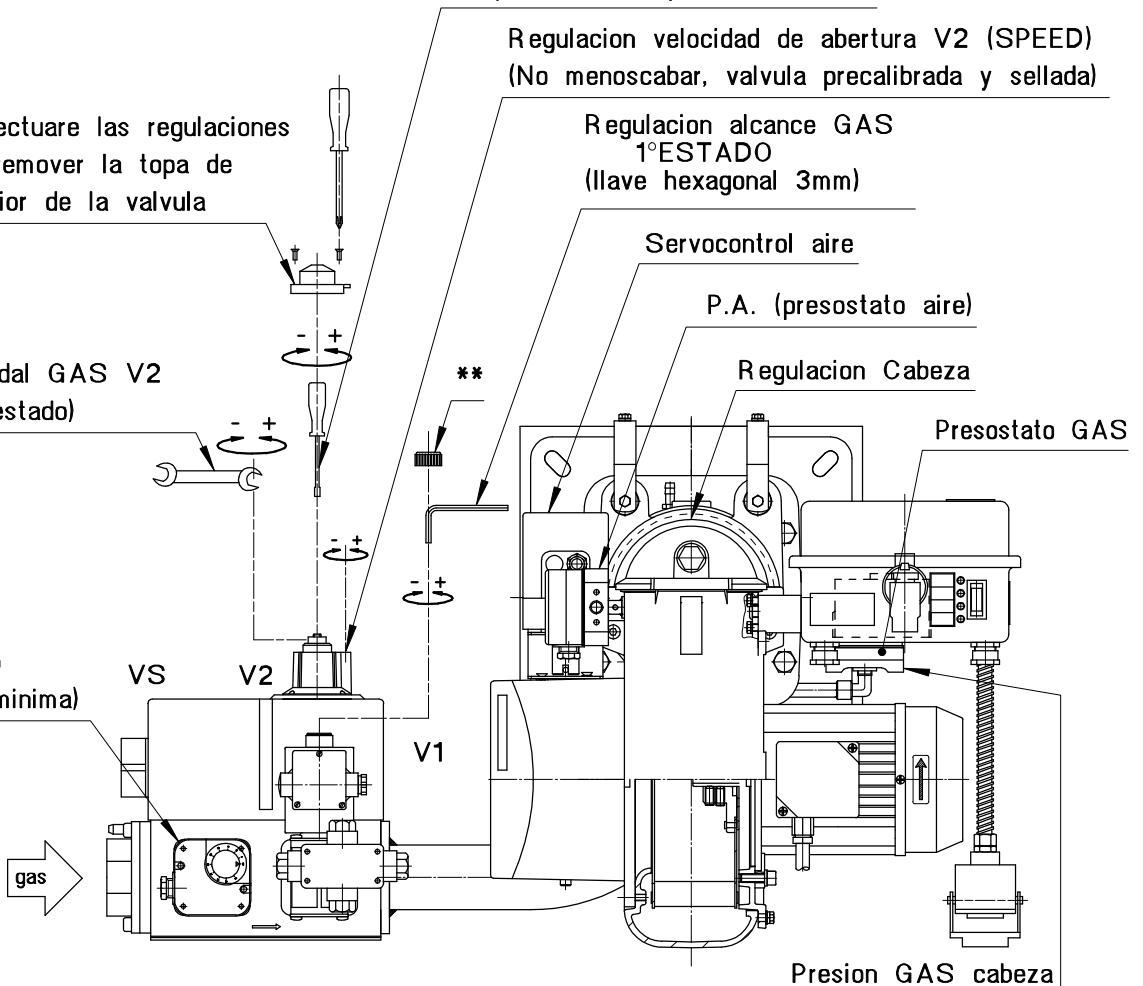 Regulacion velocidad de abertura V2 (SPEED)
(No menoscabar, valvula precalibrada y sellada)
ectuare las regulaciones
remover la topa de
ior de la valvula
Regulacion alcance GAS
1°ESTADO
(llave hexagonal 3mm)
Servocontrol aire
P.A. (presostato aire)
- +
dal GAS V2
estado)
**
Regulacion Cabeza
- +
Presostato GAS
- +
- +
VS
V2
minima)
V1
gas
Presion GAS cabeza